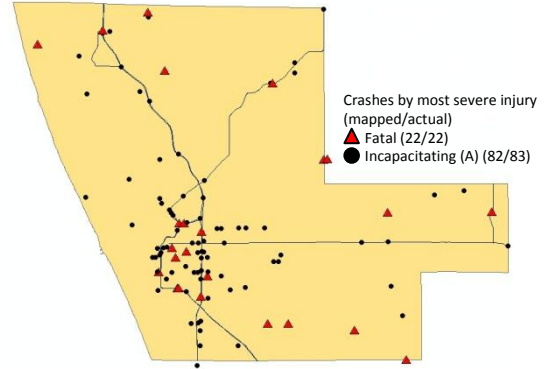 Crashes by most severe injury
(mapped/actual)
Fatal (22/22)
Incapacitating (A) (82/83)